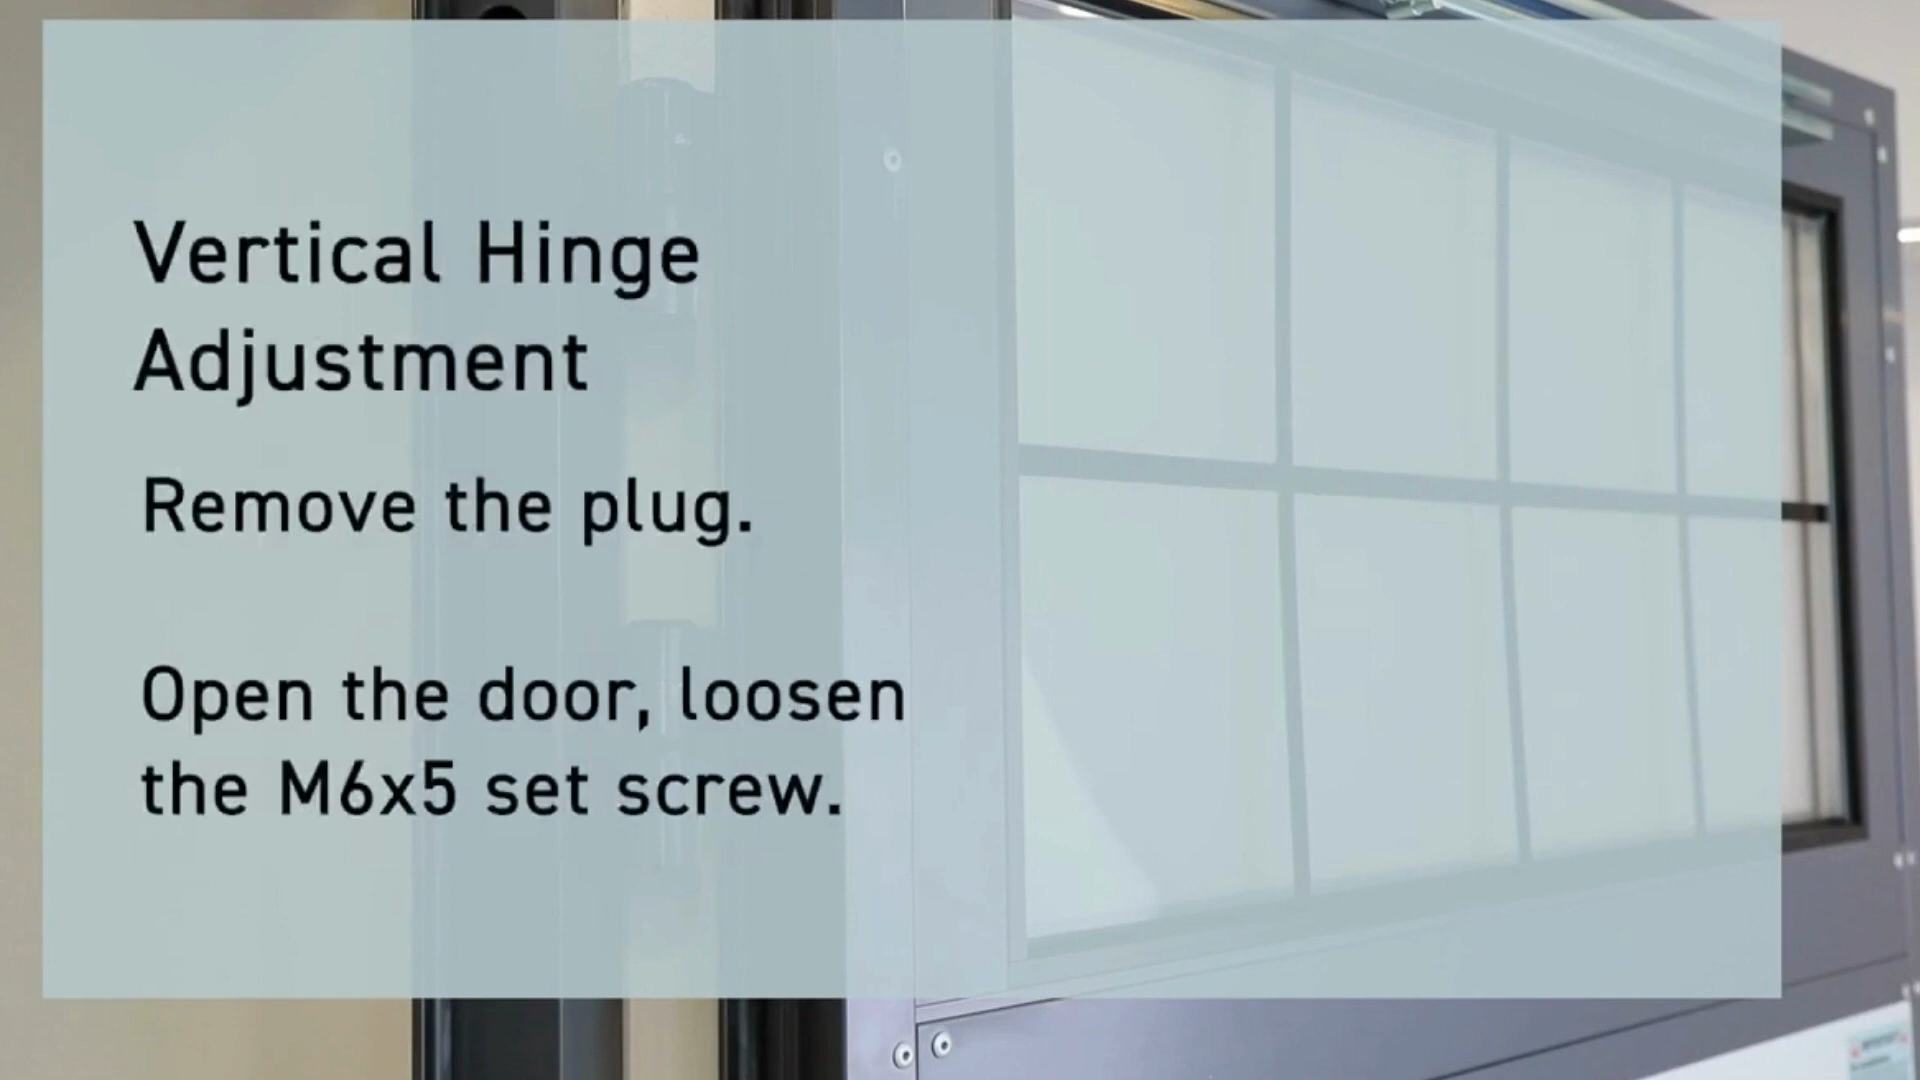 Vertical Hinge
Adjustment
Remove the plug.
Open the door, loosen
the M6x5 set screw.